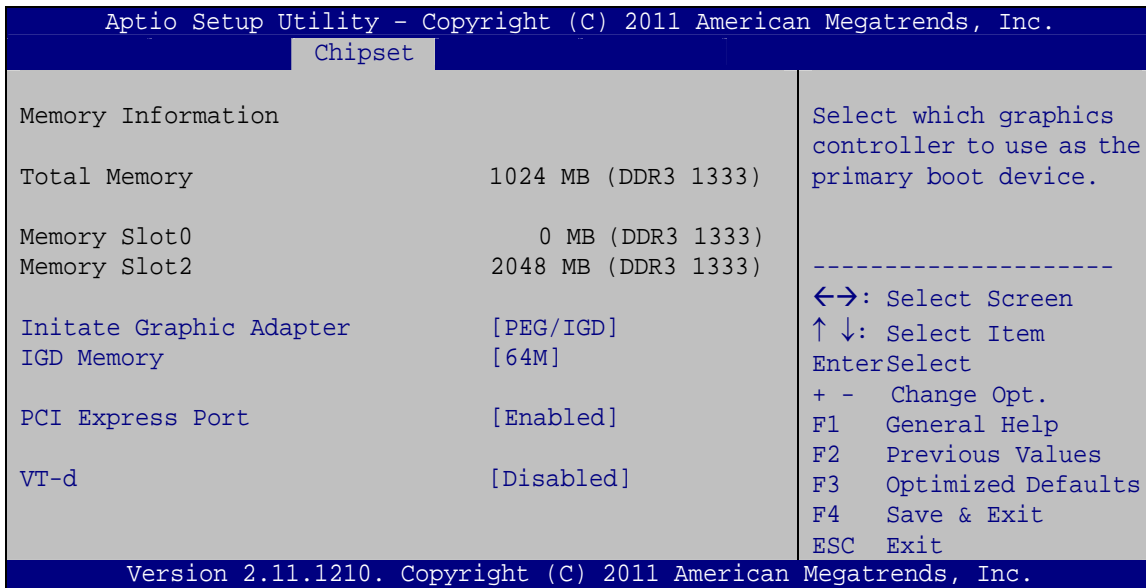 Aptio Setup Utility – Copyright (C) 2011 American Megatrends, Inc.
Chipset
Memory Information
Total Memory 1024 MB (DDR3 1333)
Memory Slot0 0 MB (DDR3 1333)
Memory Slot2 2048 MB (DDR3 1333)
Initate Graphic Adapter [PEG/IGD]
IGD Memory [64M]
PCI Express Port [Enabled]
VT-d [Disabled]
Select which graphics
controller to use as the
primary boot device.
---------------------
←→: Select Screen
↑ ↓: Select Item
EnterSelect
+ - Change Opt.
F1 General Help
F2 Previous Values
F3 Optimized Defaults
F4 Save & Exit
ESC Exit
Version 2.11.1210. Copyright (C) 2011 American Megatrends, Inc.